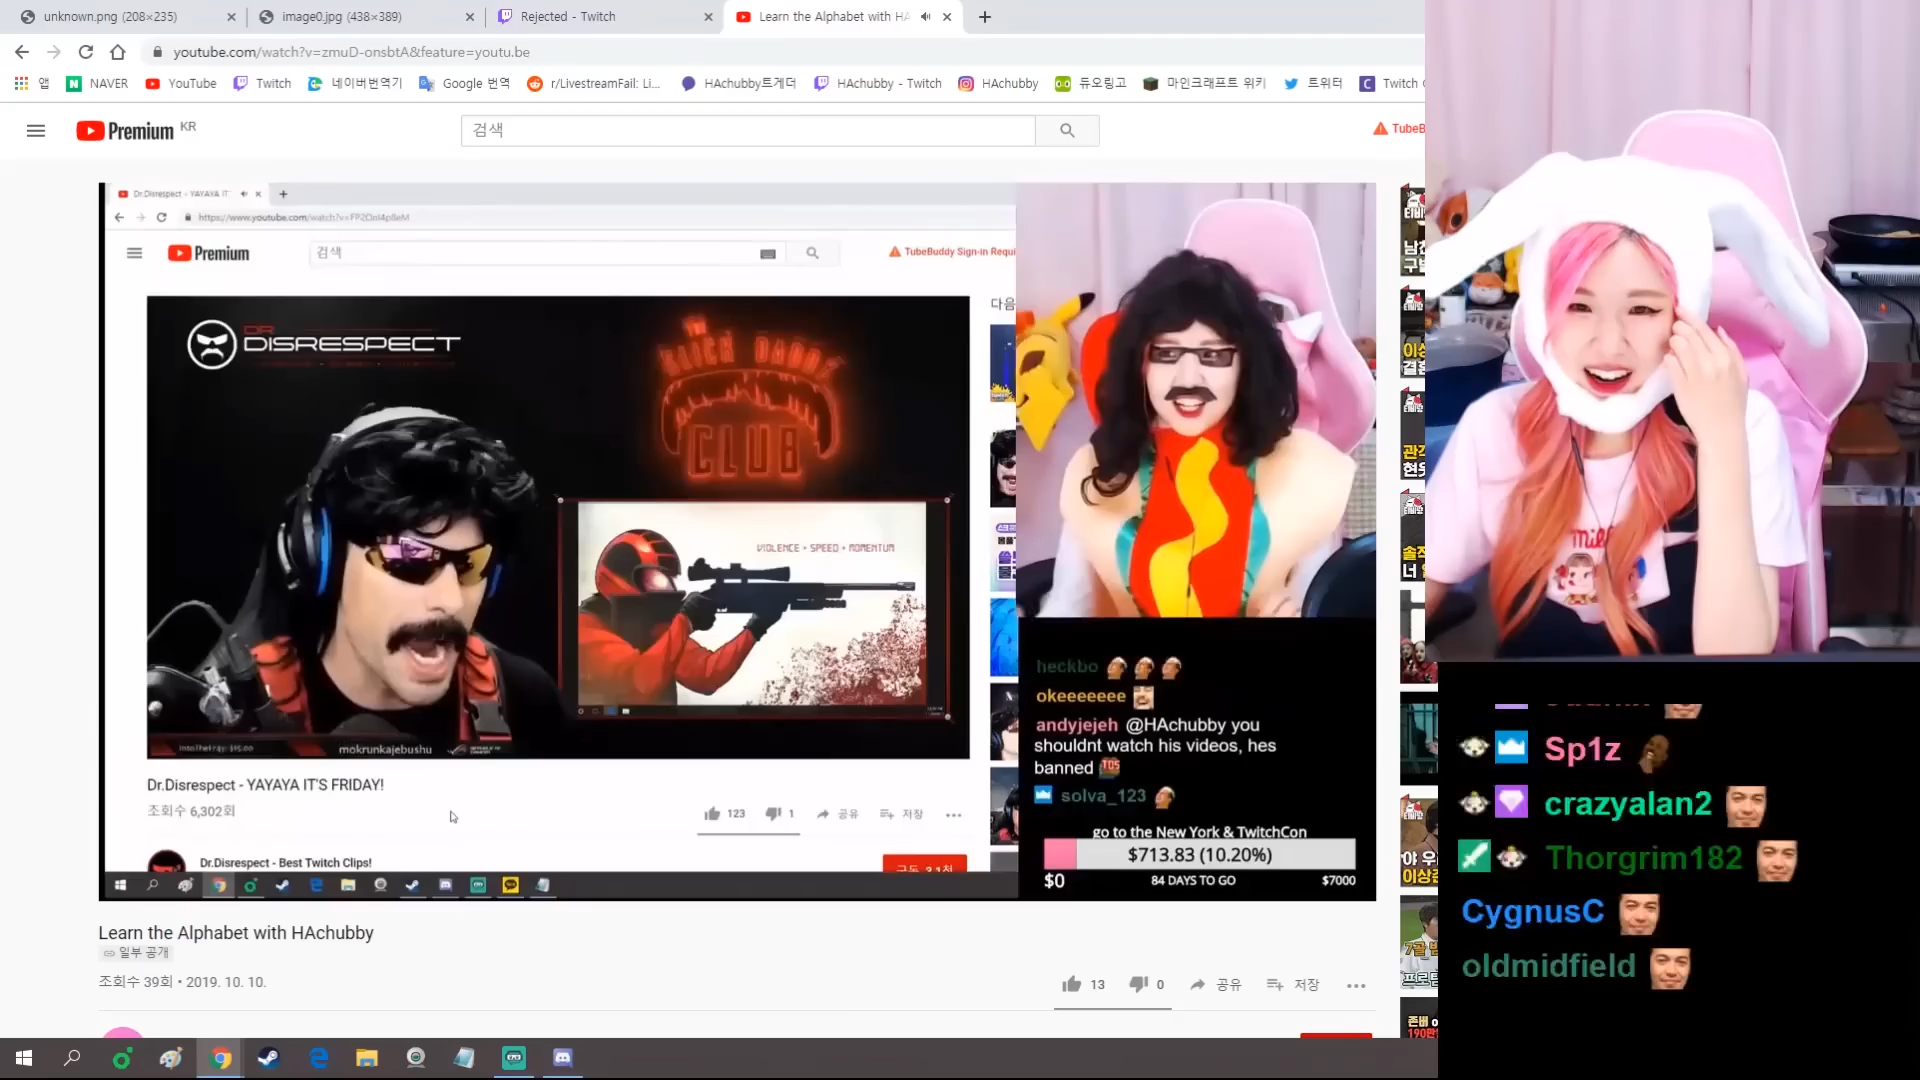 unknown.png (208×235)
image0.jpg (438×389)
Rejected - Twitch
Learn the Alphabet with HA
youtube.com/watch?v=zmuD-onsbtA&feature=youtu.be
앱
NAVER
YouTube
Twitch
네이버번역기
Google 번역
r/LivestreamFail: Li...
HAchubby트게더
HAchubby - Twitch
HAchubby
듀오링고
마인크래프트 위키
트위터
Twitch
Premium KR
검색
TubeB
Dr.Disrespect - YAYAYA IT'
Premium
검색
TubeBuddy Sign-in Requi
다음
DR
DISRESPECT
CLUB
VIOLENCE • SPEED • MOMENTUM
mokrunkajebushu
Dr.Disrespect - YAYAYA IT'S FRIDAY!
조회수 6,302회
123
1
공유
저장
Dr.Disrespect - Best Twitch Clips!
heckbo
okeeeeeee
andyjejeh @HAchubby you
shouldnt watch his videos, hes
banned
solva_123
go to the New York & TwitchCon
$713.83 (10.20%)
$0
84 DAYS TO GO
$7000
Learn the Alphabet with HAchubby
일부 공개
조회수 39회 • 2019. 10. 10.
13
0
공유
저장
milk
Sp1z
crazyalan2
Thorgrim182
CygnusC
oldmidfield